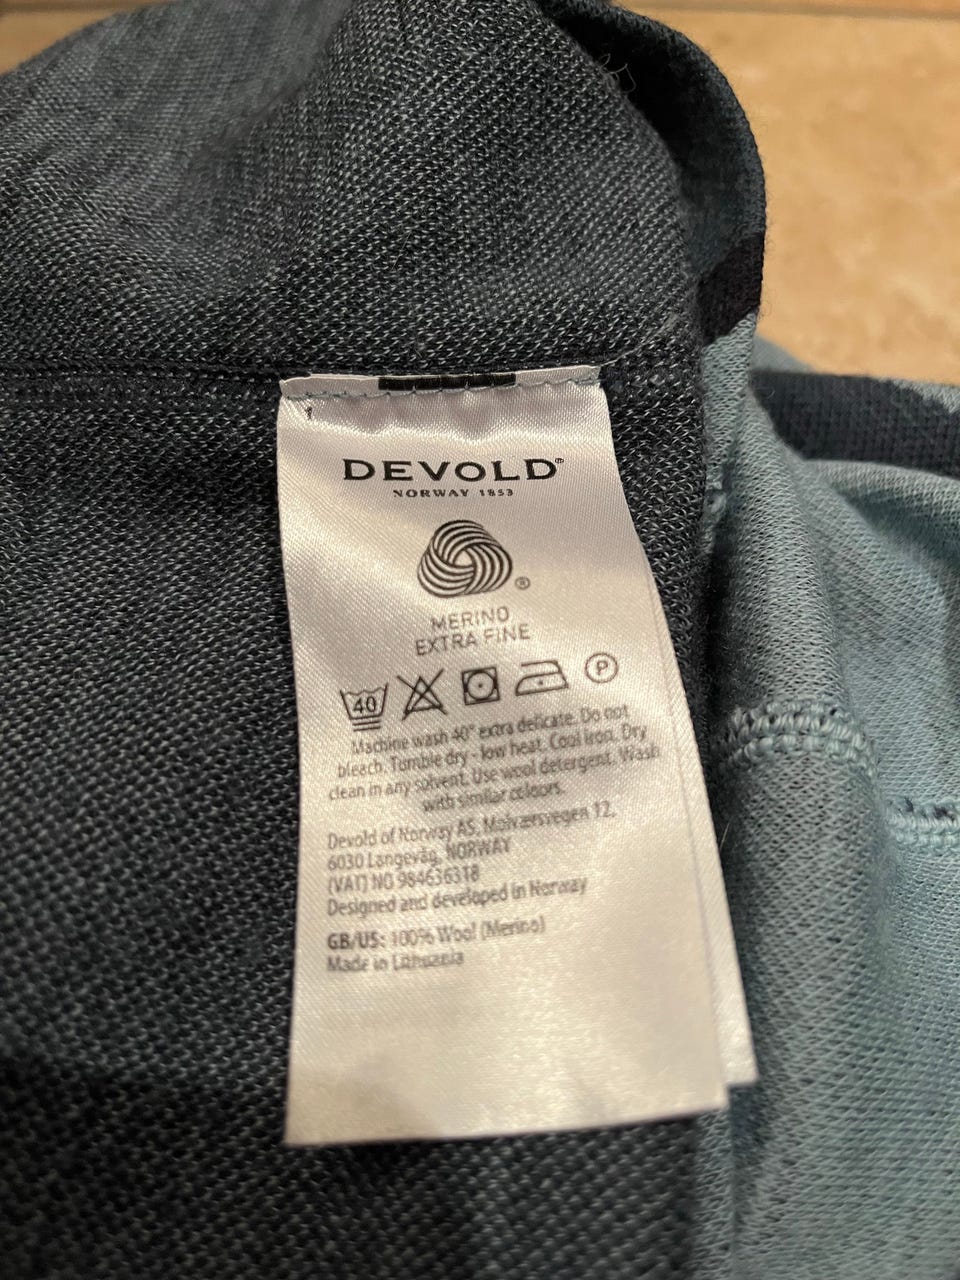 DEVOLD®
NORWAY 1853
®
MERINO
EXTRA FINE
40 P
Machine wash 40° extra delicate. Do not
bleach. Tumble dry - low heat. Cool iron. Dry
clean in any solvent. Use wool detergent. Wash
with similar colours.
Devold of Norway AS, Molværsvegen 12,
6030 Langevåg, NORWAY
(VAT) NO 984636318
Designed and developed in Norway
GB/US: 100% Wool (Merino)
Made in Lithuania